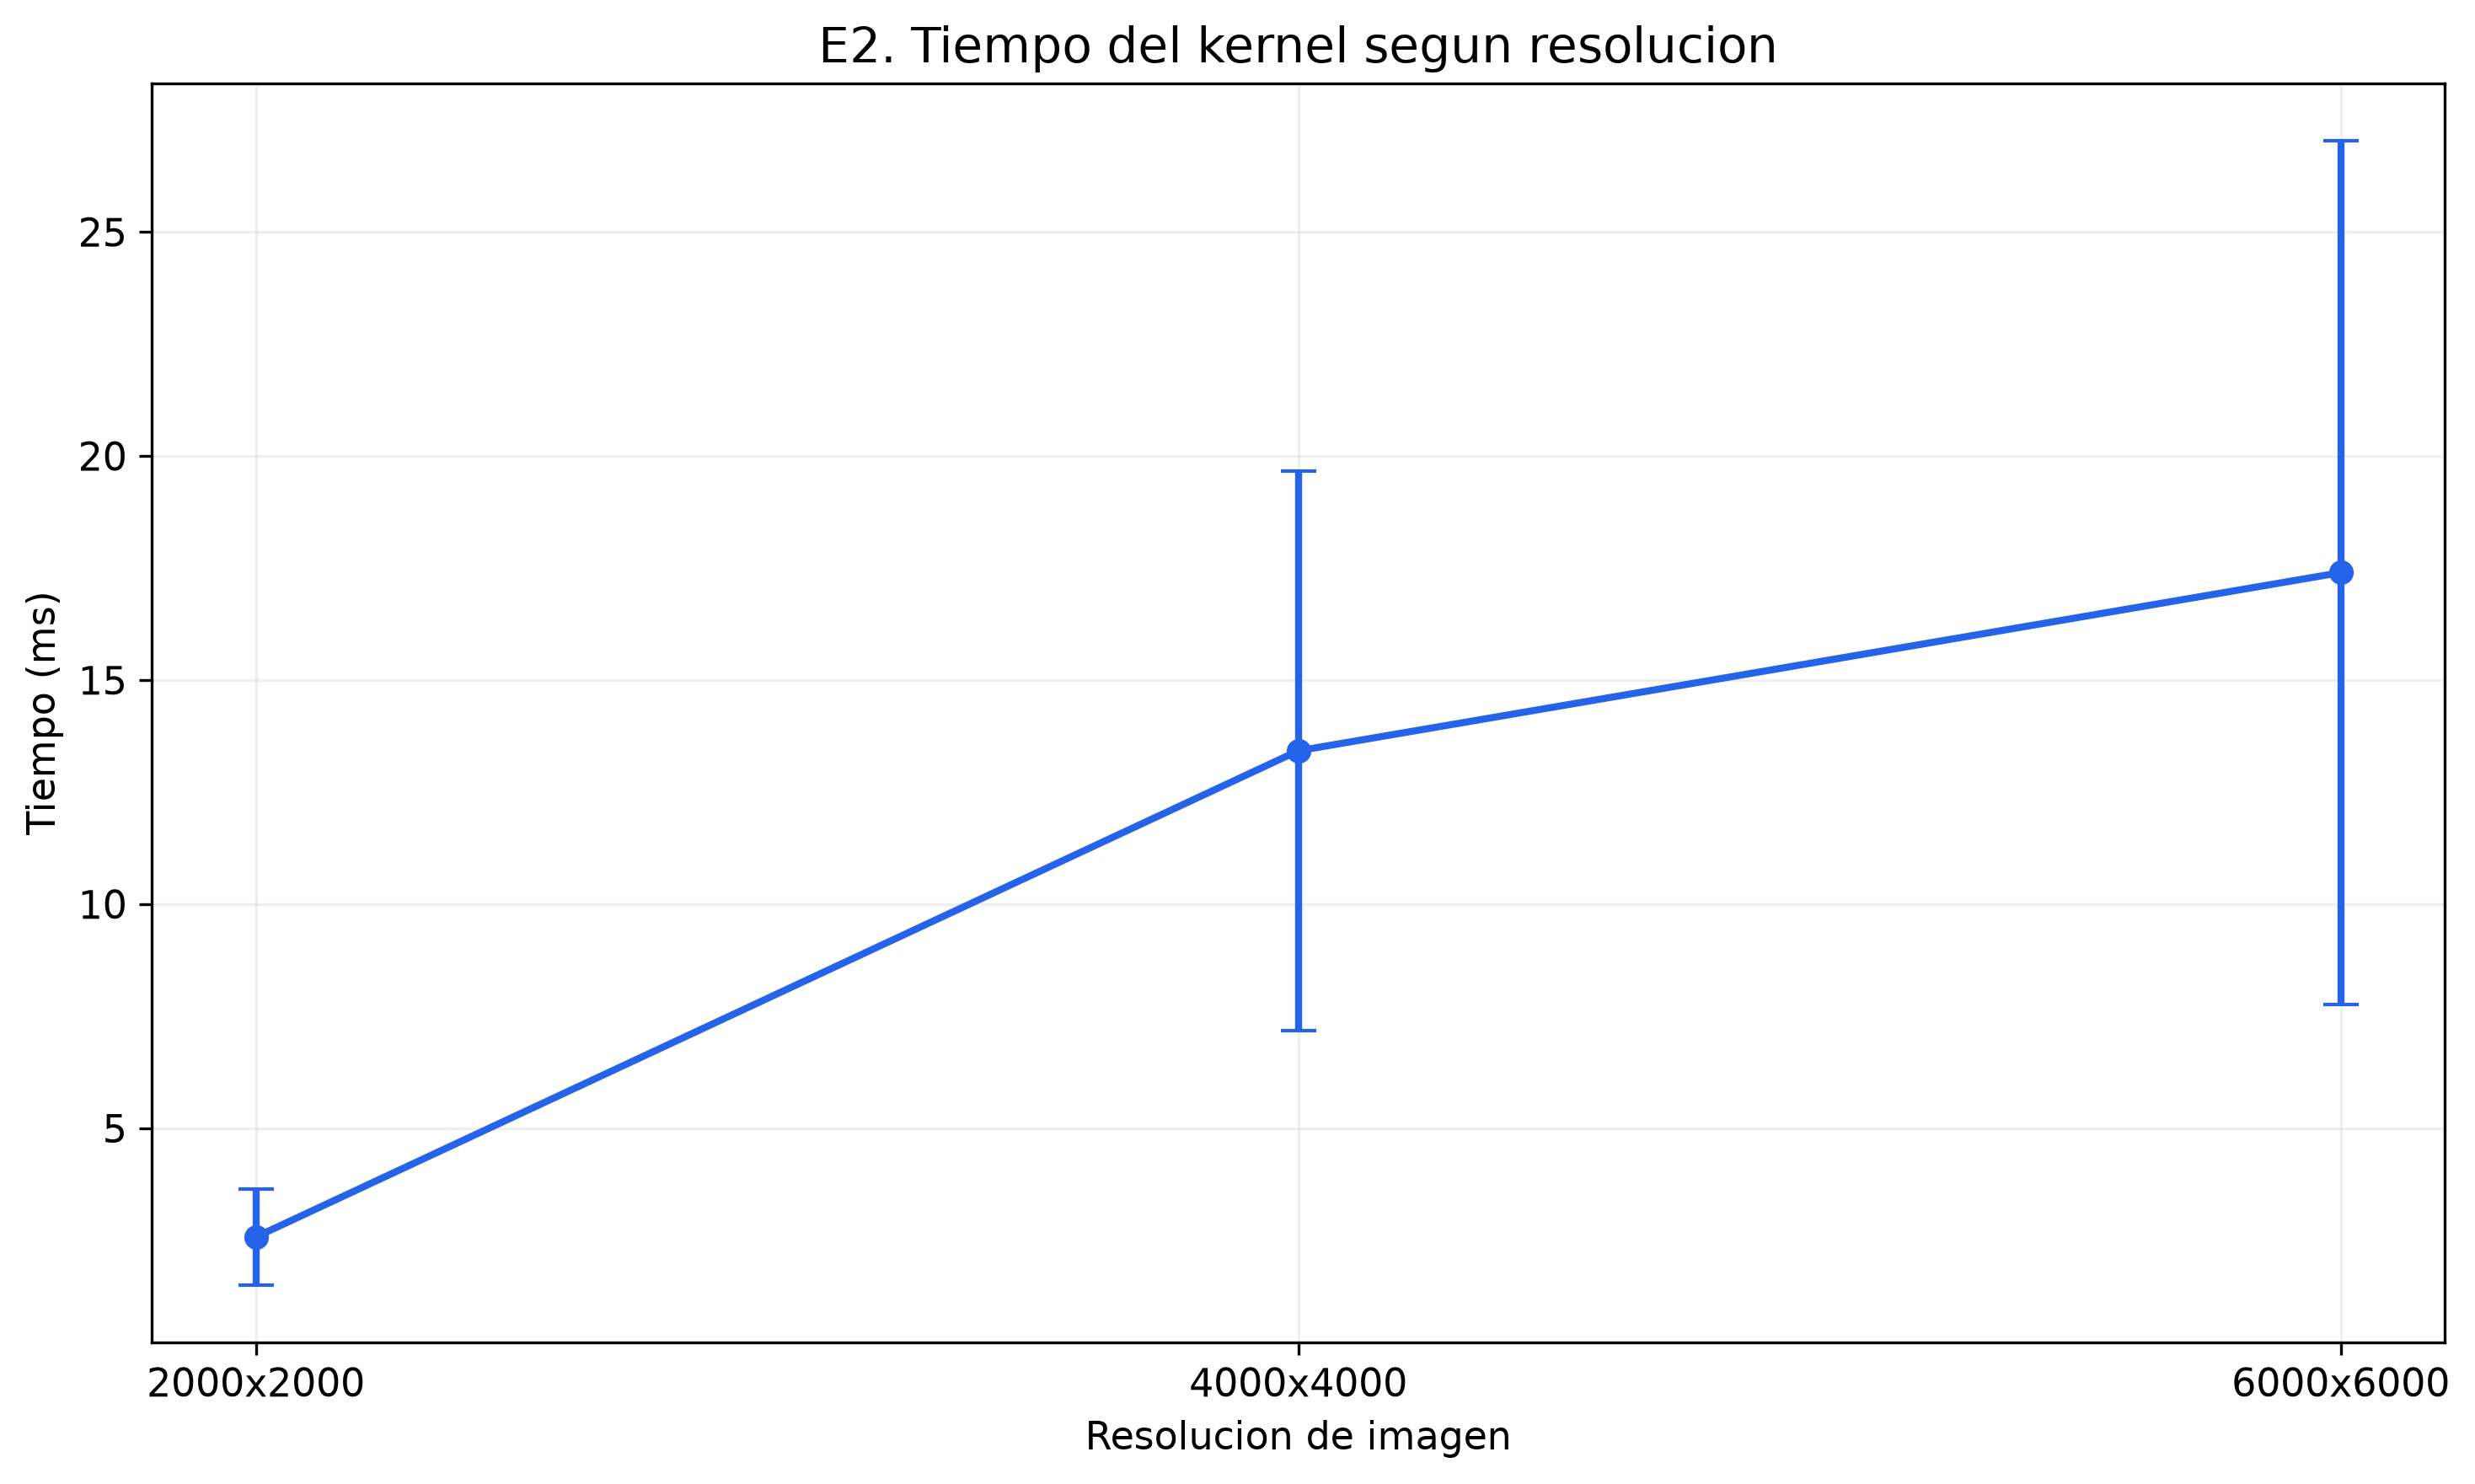 E2. Tiempo del kernel segun resolucion
Tiempo (ms)
25
20
15
10
5
2000x2000
4000x4000
6000x6000
Resolucion de imagen